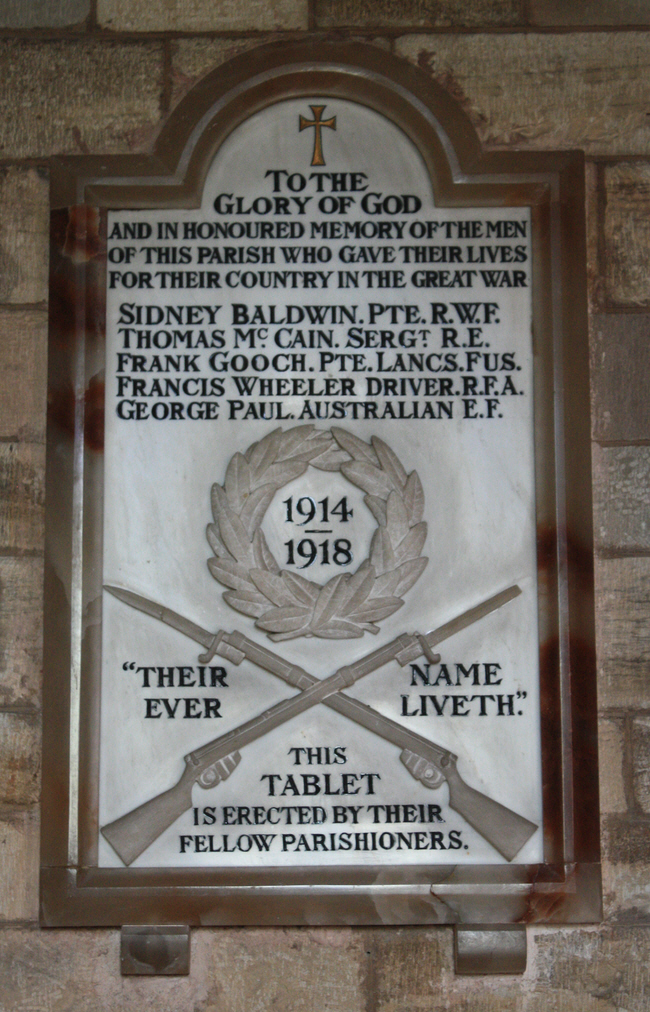 TO THE
GLORY OF GOD
AND IN HONOURED MEMORY OF THE MEN
OF THIS PARISH WHO GAVE THEIR LIVES
FOR THEIR COUNTRY IN THE GREAT WAR
SIDNEY BALDWIN. PTE. R.W.F.
THOMAS Mc CAIN. SERGT R.E.
FRANK GOOCH. PTE. LANCS. FUS.
FRANCIS WHEELER DRIVER. R.F.A.
GEORGE PAUL. AUSTRALIAN E.F.
1914
1918
"THEIR NAME
EVER LIVETH."
THIS
TABLET
IS ERECTED BY THEIR
FELLOW PARISHIONERS.